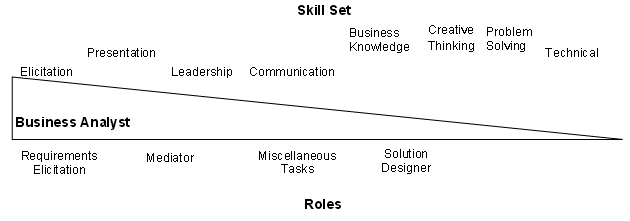 Skill Set
Business
Knowledge
Creative
Thinking
Problem
Solving
Presentation
Technical
Elicitation
Leadership
Communication
Business Analyst
Requirements
Elicitation
Mediator
Miscellaneous
Tasks
Solution
Designer
Roles